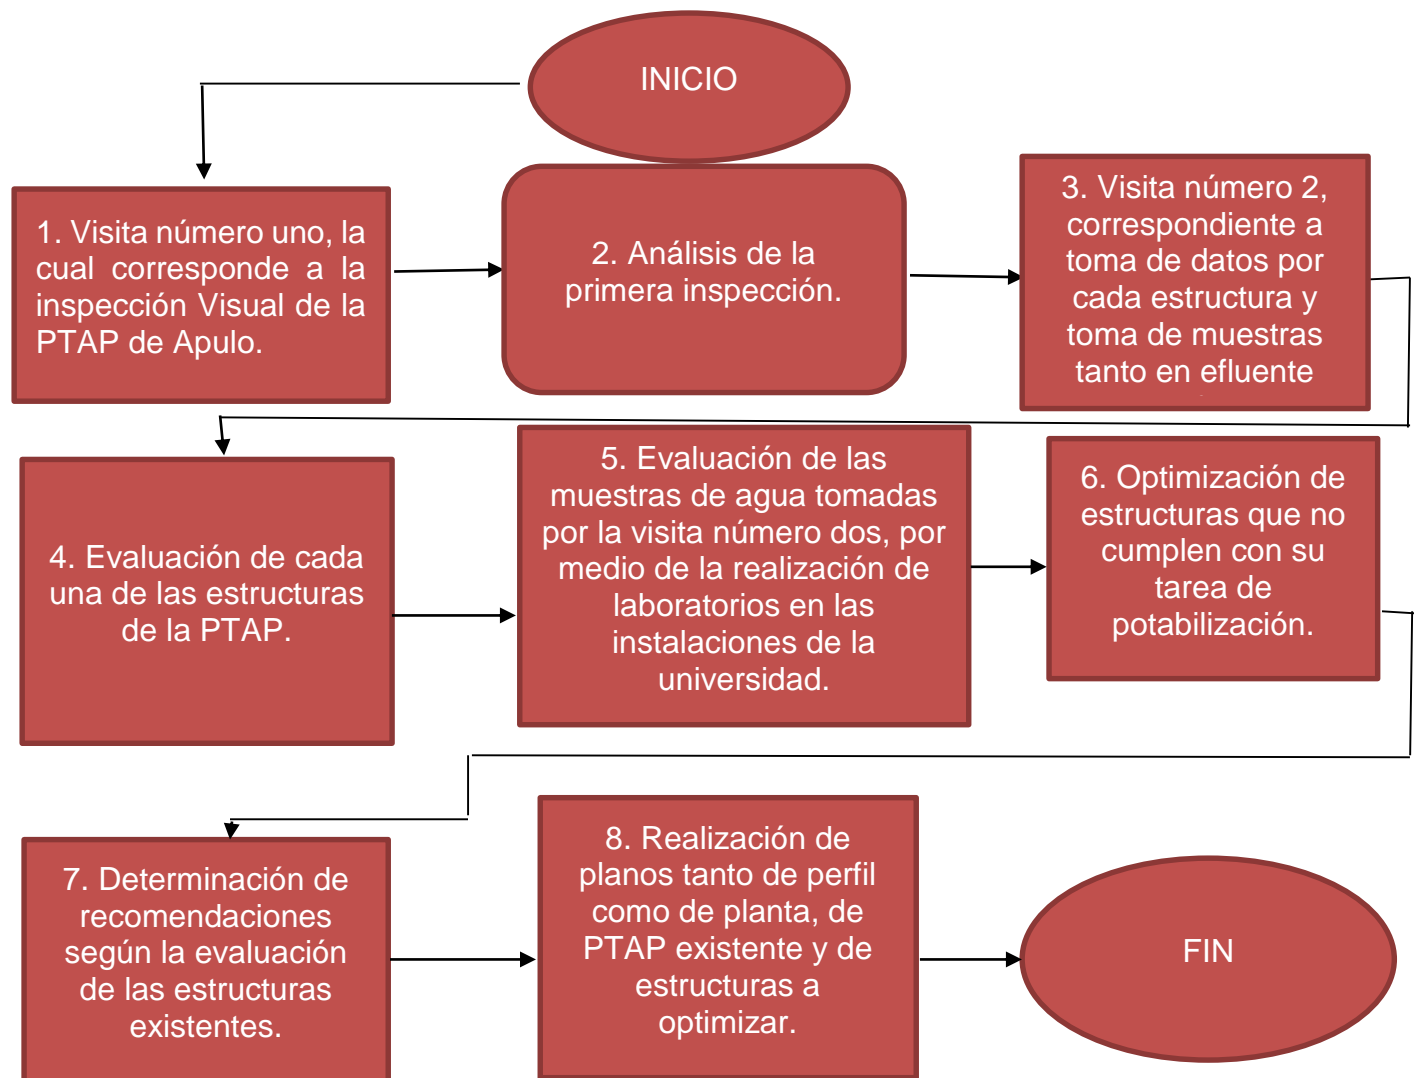 INICIO
1. Visita número uno, la
cual corresponde a la
inspección Visual de la
PTAP de Apulo.
2. Análisis de la
primera inspección.
3. Visita número 2,
correspondiente a
toma de datos por
cada estructura y
toma de muestras
tanto en efluente
4. Evaluación de cada
una de las estructuras
de la PTAP.
5. Evaluación de las
muestras de agua tomadas
por la visita número dos, por
medio de la realización de
laboratorios en las
instalaciones de la
universidad.
6. Optimización de
estructuras que no
cumplen con su
tarea de
potabilización.
7. Determinación de
recomendaciones
según la evaluación
de las estructuras
existentes.
8. Realización de
planos tanto de perfil
como de planta, de
PTAP existente y de
estructuras a
optimizar.
FIN